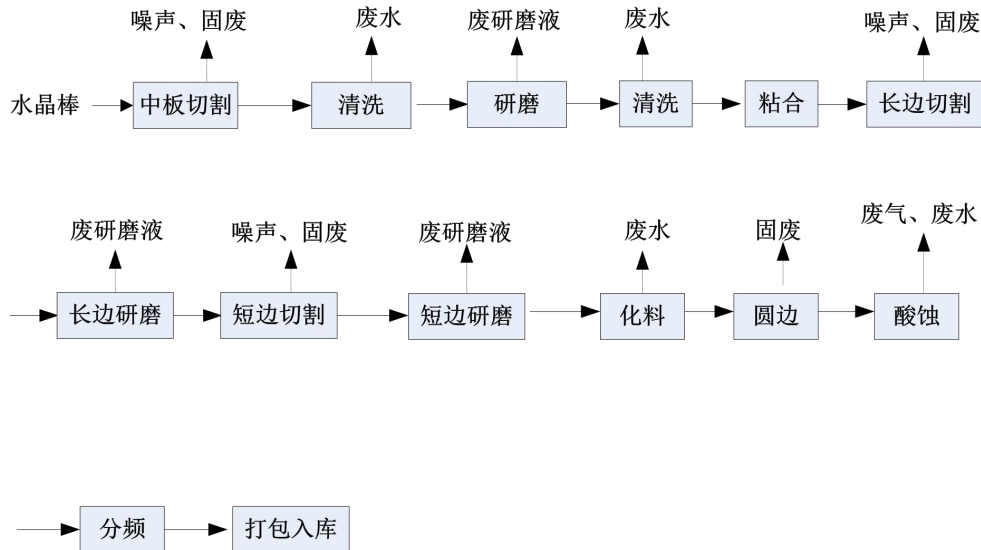 噪声、固废 废水 废研磨液 废水 噪声、固废
水晶棒 中板切割 清洗 研磨 清洗 粘合 长边切割
废研磨液 噪声、固废 废研磨液 废水 固废 废气、废水
长边研磨 短边切割 短边研磨 化料 圆边 酸蚀
分频 打包入库